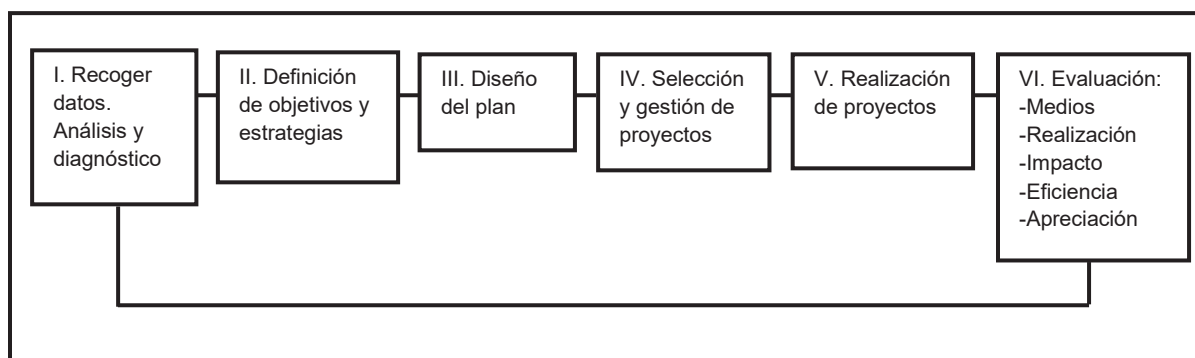 I. Recoger
datos.
Análisis y
diagnóstico
II. Definición
de objetivos y
estrategias
III. Diseño
del plan
IV. Selección
y gestión de
proyectos
V. Realización
de proyectos
VI. Evaluación:
-Medios
-Realización
-Impacto
-Eficiencia
-Apreciación